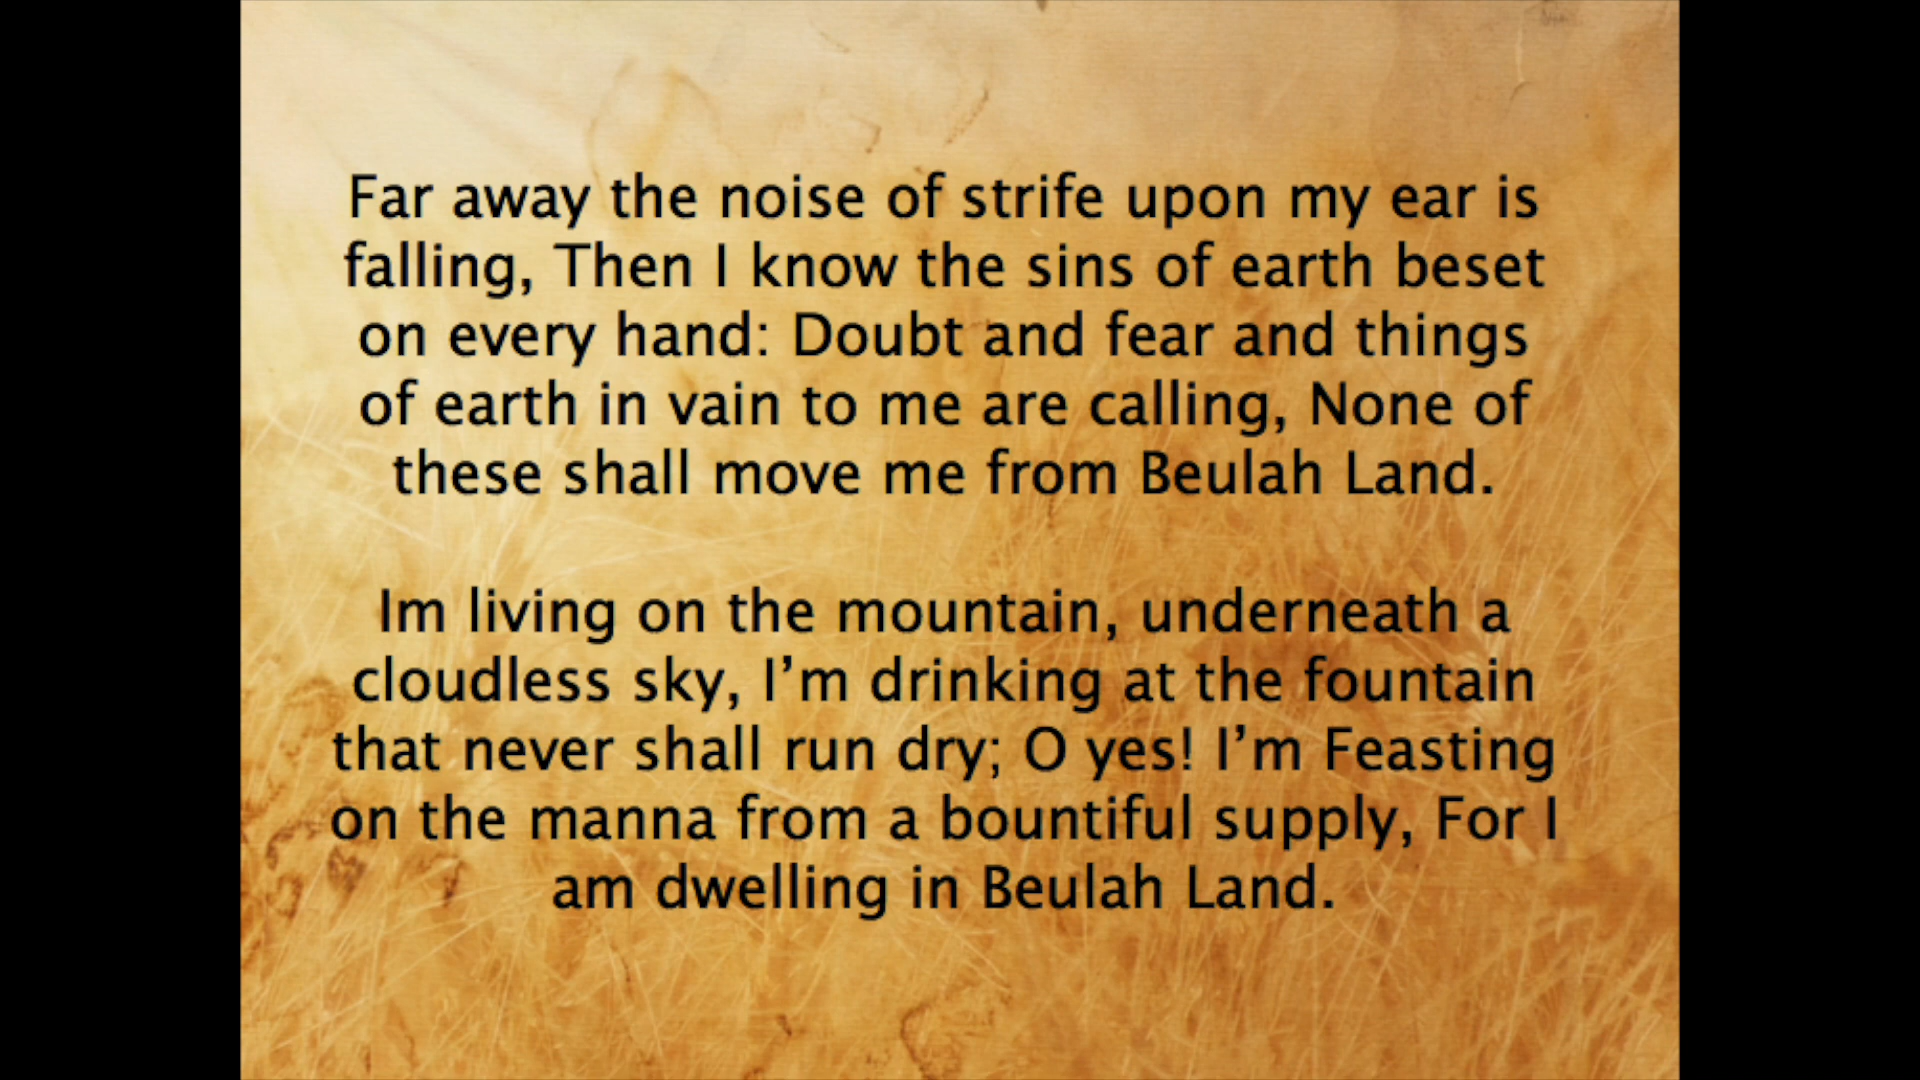 Far away the noise of strife upon my ear is
falling, Then I know the sins of earth beset
on every hand: Doubt and fear and things
of earth in vain to me are calling, None of
these shall move me from Beulah Land.
Im living on the mountain, underneath a
cloudless sky, I’m drinking at the fountain
that never shall run dry; O yes! I’m Feasting
on the manna from a bountiful supply, For I
am dwelling in Beulah Land.